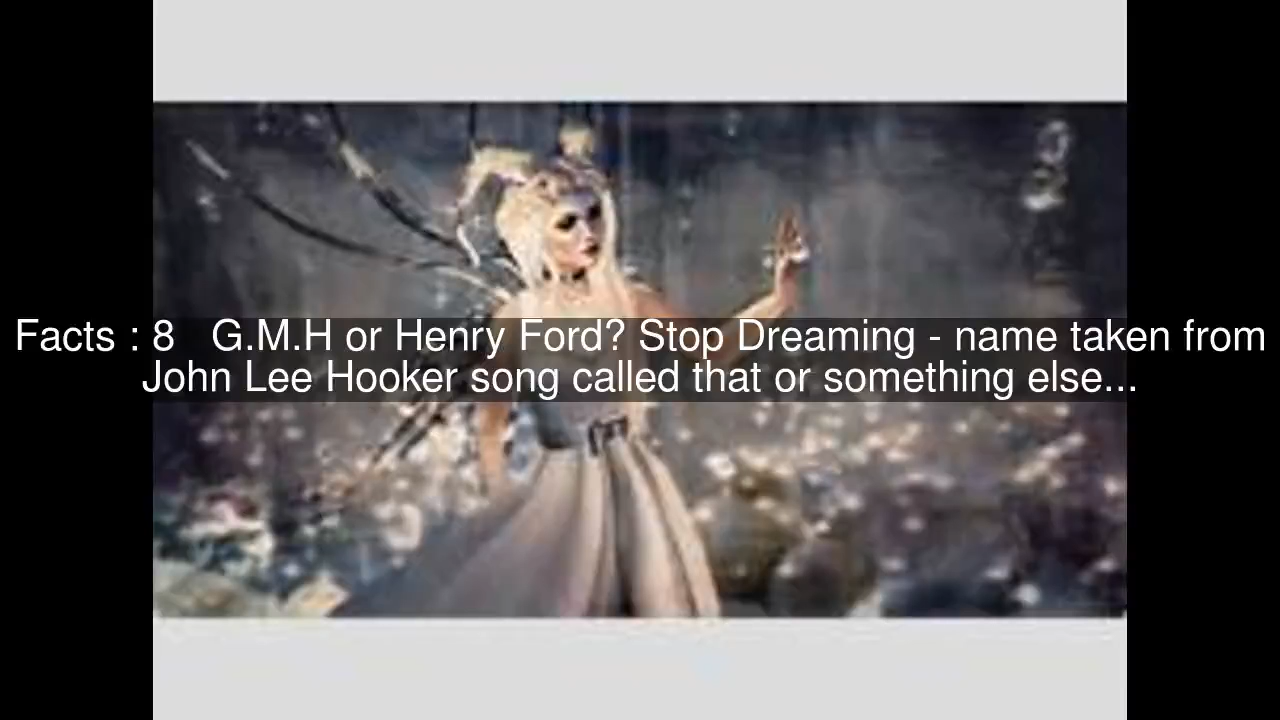 Facts : 8   G.M.H or Henry Ford? Stop Dreaming - name taken from
John Lee Hooker song called that or something else...